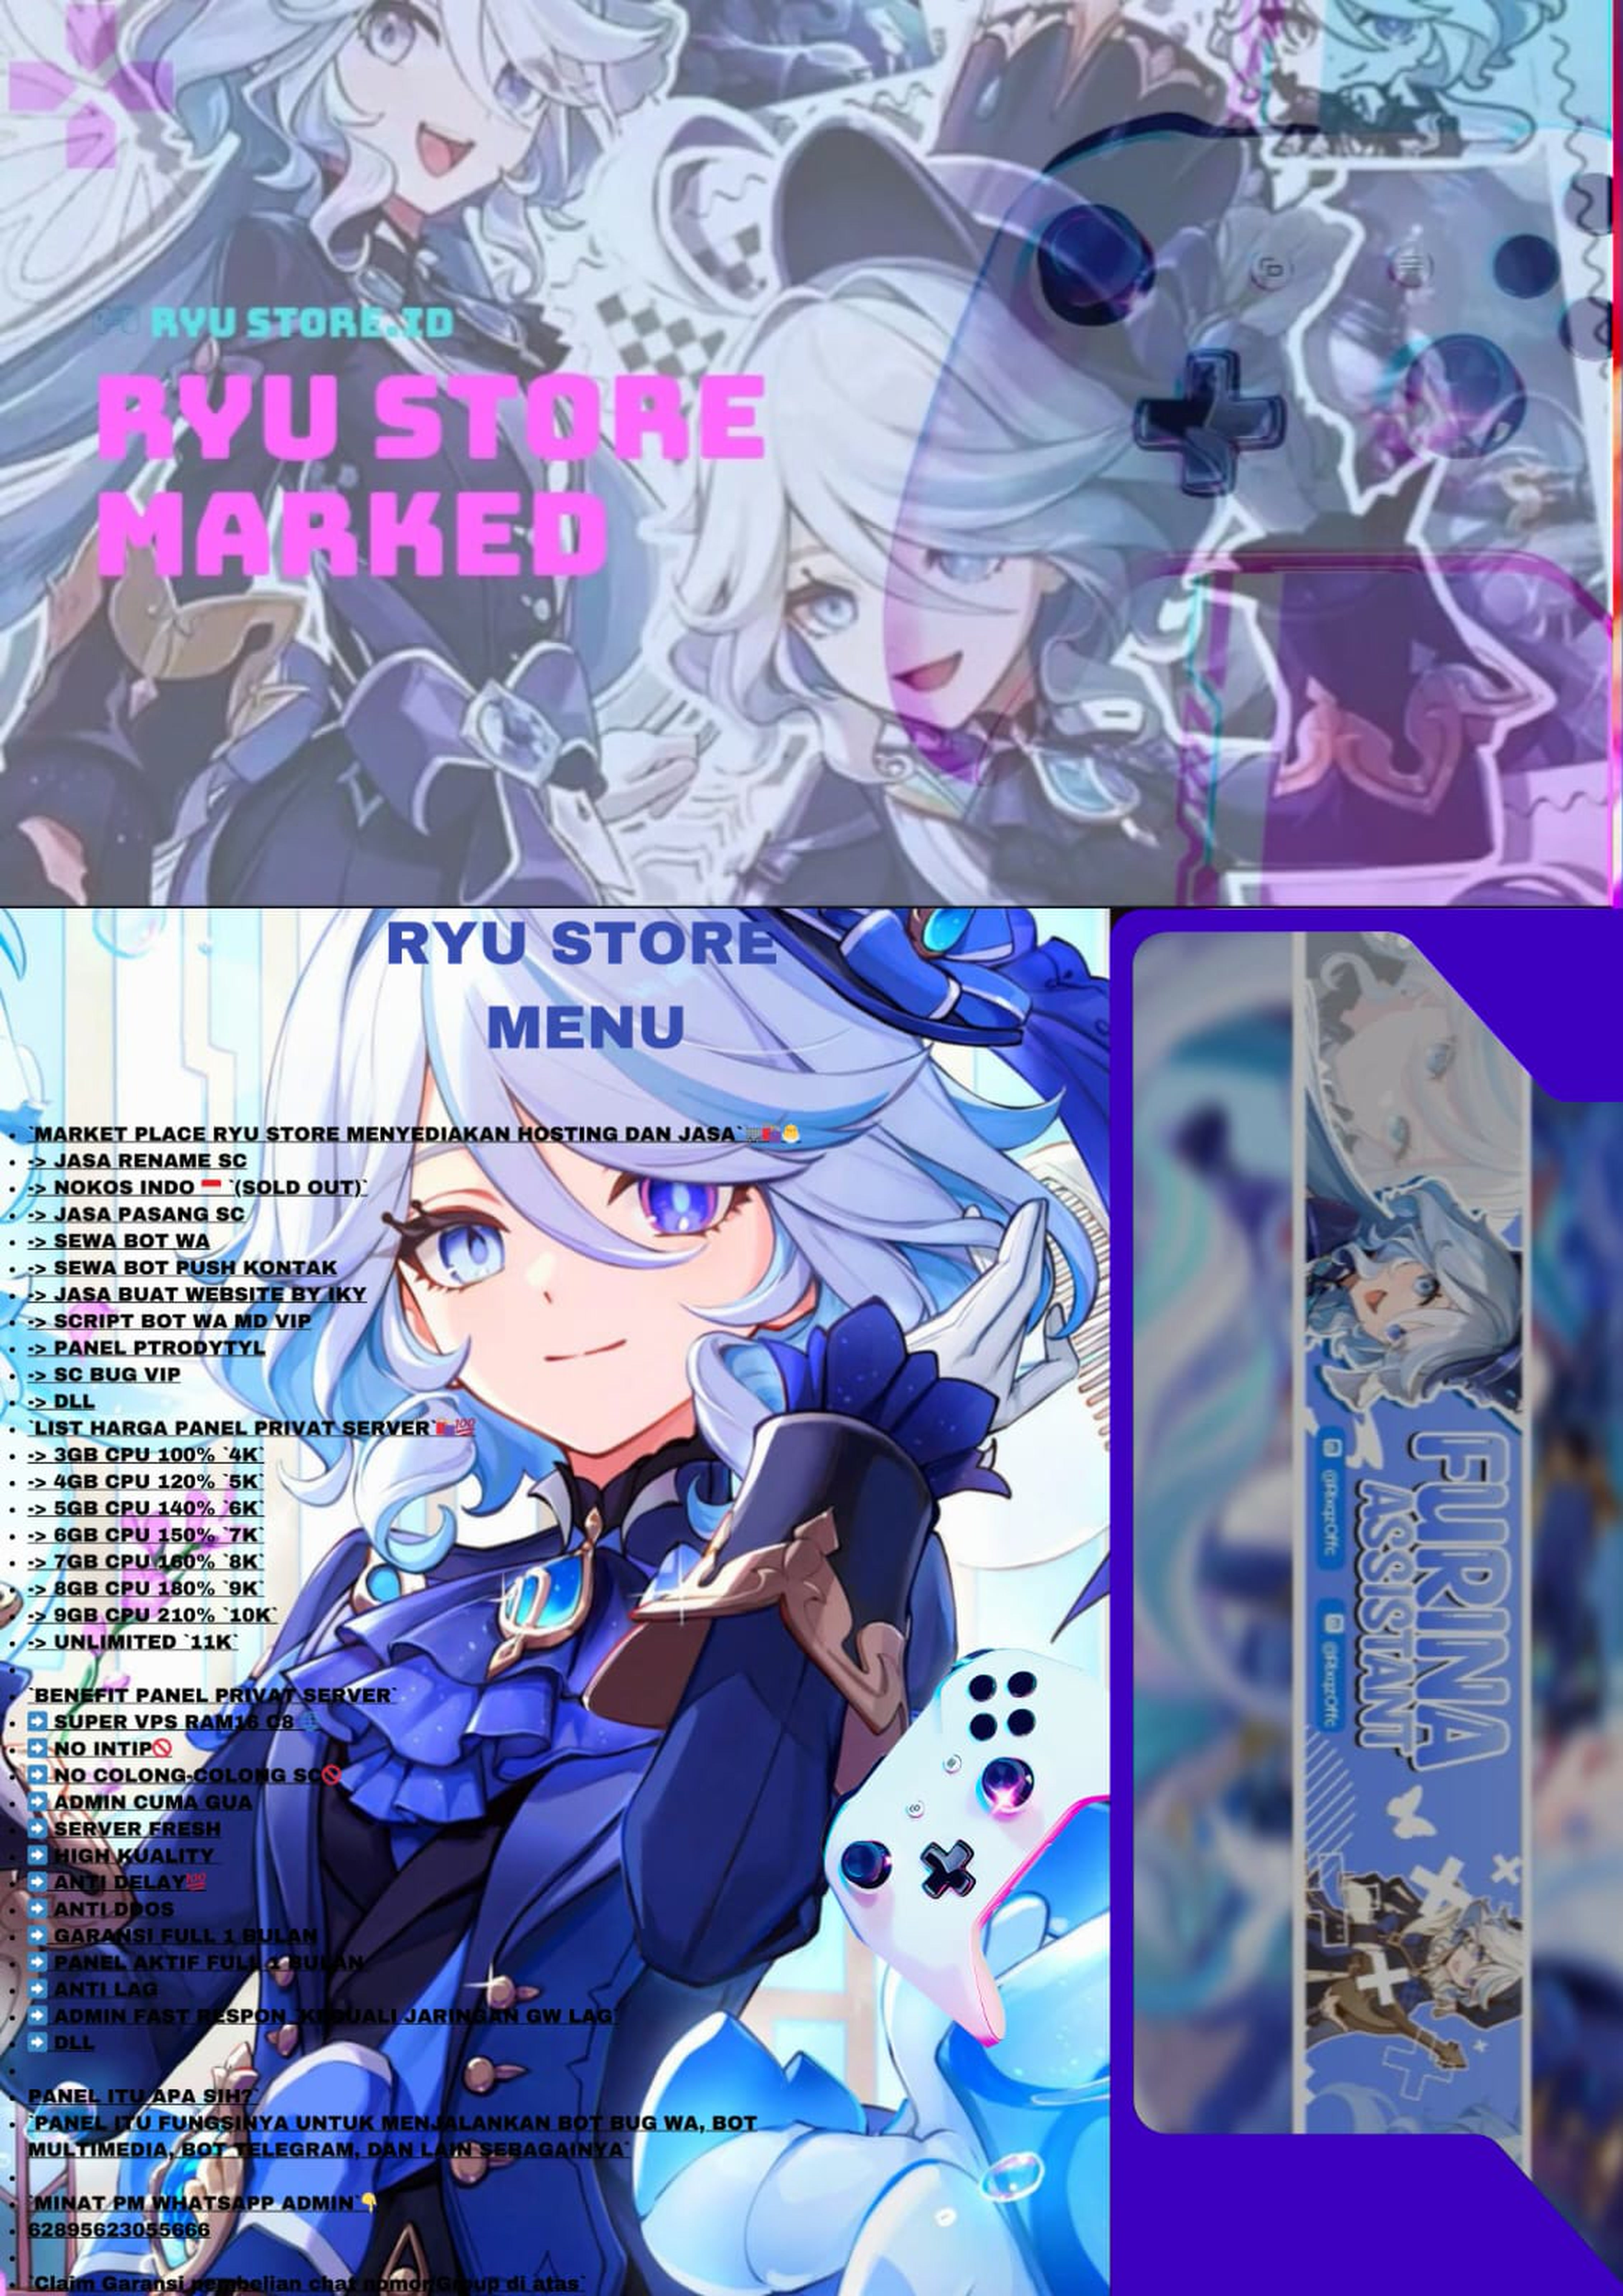 RYU STORE.ID
RYU STORE
MARKED
RYU STORE
MENU
`MARKET PLACE RYU STORE MENYEDIAKAN HOSTING DAN JASA`
-> JASA RENAME SC
-> NOKOS INDO `(SOLD OUT)`
-> JASA PASANG SC
-> SEWA BOT WA
-> SEWA BOT PUSH KONTAK
-> JASA BUAT WEBSITE BY IKY
-> SCRIPT BOT WA MD VIP
-> PANEL PTRODYTYL
-> SC BUG VIP
-> DLL
`LIST HARGA PANEL PRIVAT SERVER`💯
-> 3GB CPU 100% `4K`
-> 4GB CPU 120% `5K`
-> 5GB CPU 140% `6K`
-> 6GB CPU 150% `7K`
-> 7GB CPU 160% `8K`
-> 8GB CPU 180% `9K`
-> 9GB CPU 210% `10K`
-> UNLIMITED `11K`
`BENEFIT PANEL PRIVAT SERVER`
➡️ SUPER VPS RAM16 C8
➡️ NO INTIP🚫
➡️ NO COLONG-COLONG SC🚫
➡️ ADMIN CUMA GUA
➡️ SERVER FRESH
➡️ HIGH KUALITY
➡️ ANTI DELAY💯
➡️ ANTI DDOS
➡️ GARANSI FULL 1 BULAN
➡️ PANEL AKTIF FULL 1 BULAN
➡️ ANTI LAG
➡️ ADMIN FAST RESPON `KECUALI JARINGAN GW LAG`
➡️ DLL
PANEL ITU APA SIH?`
`PANEL ITU FUNGSINYA UNTUK MENJALANKAN BOT BUG WA, BOT
MULTIMEDIA, BOT TELEGRAM, DAN LAIN SEBAGAINYA`
`MINAT PM WHATSAPP ADMIN`👇
62895623055666
`Claim Garansi pembelian chat nomor/Group di atas`
FURINA
ASSISTANT